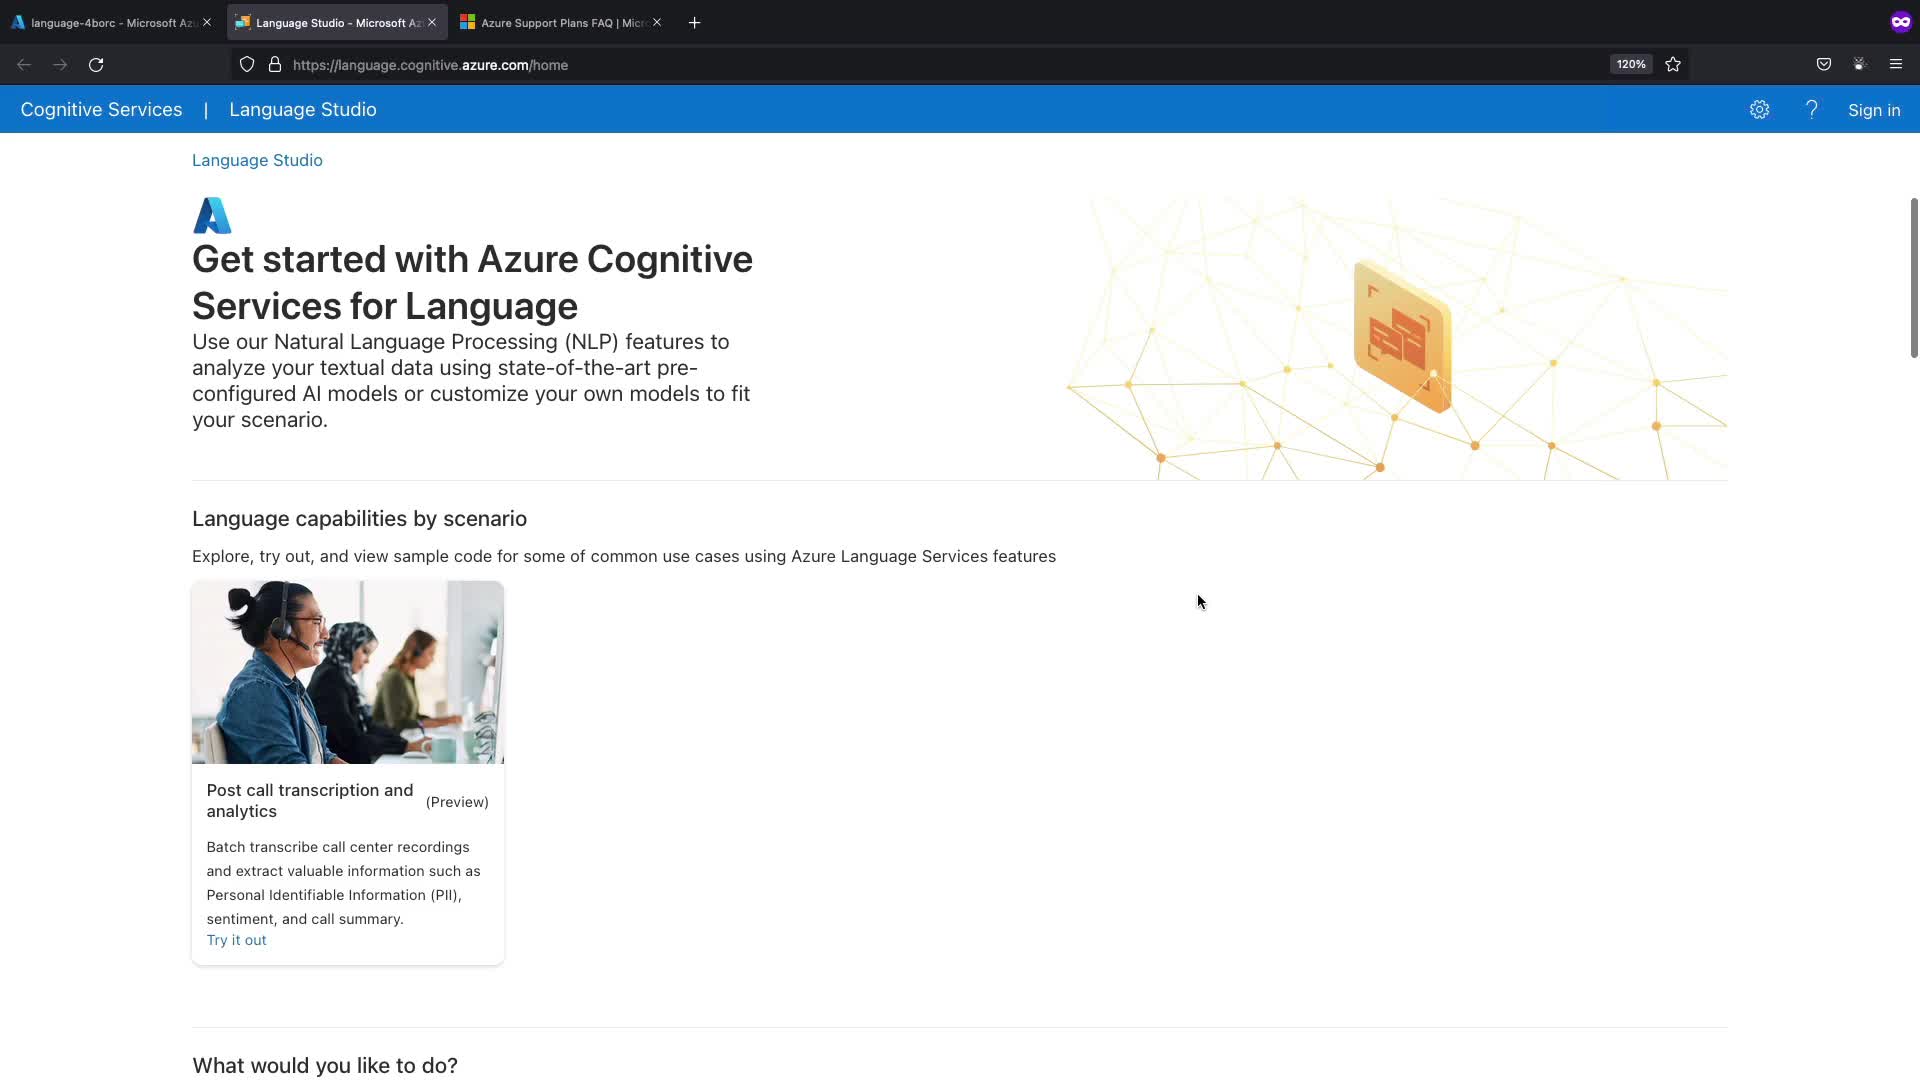 language-4borc - Microsoft Az
Language Studio - Microsoft Az
Azure Support Plans FAQ | Micr
https://language.cognitive.azure.com/home
120%
Cognitive Services | Language Studio
? Sign in
Language Studio
Get started with Azure Cognitive
Services for Language
Use our Natural Language Processing (NLP) features to
analyze your textual data using state-of-the-art pre-
configured AI models or customize your own models to fit
your scenario.
Language capabilities by scenario
Explore, try out, and view sample code for some of common use cases using Azure Language Services features
Post call transcription and
analytics
(Preview)
Batch transcribe call center recordings
and extract valuable information such as
Personal Identifiable Information (PII),
sentiment, and call summary.
Try it out
What would you like to do?